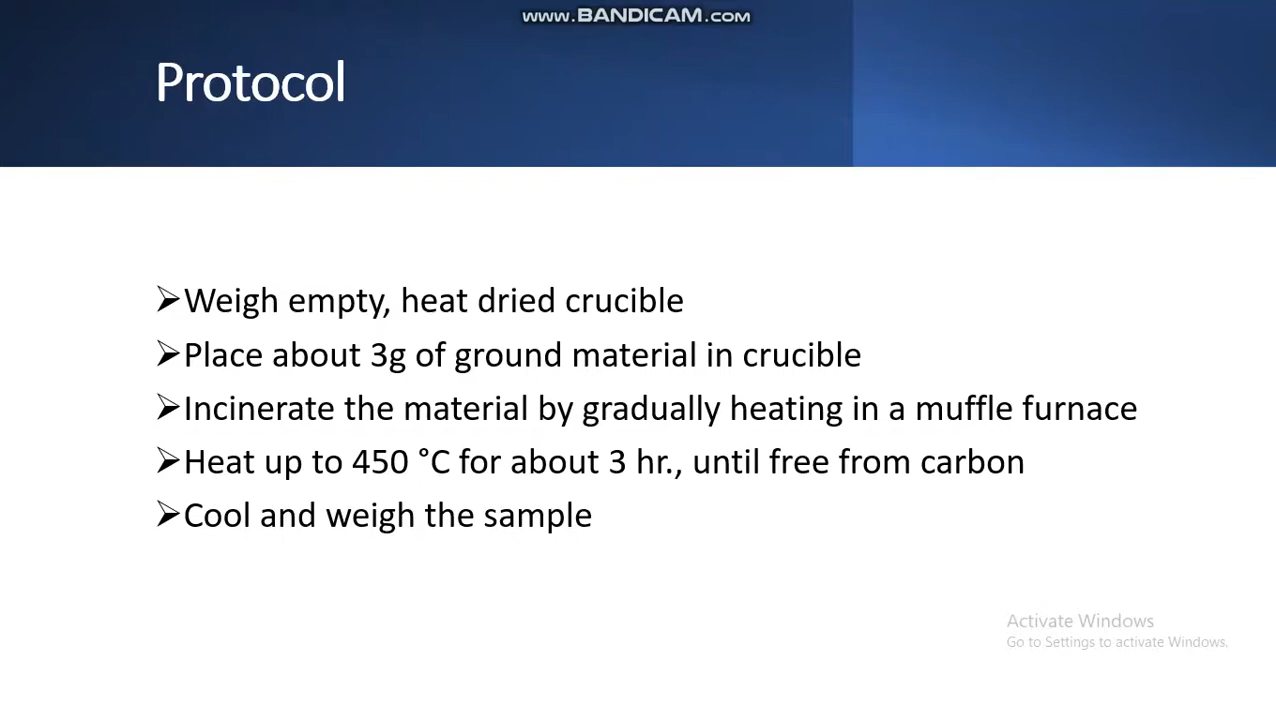 www.BANDICAM.com
Protocol
➢Weigh empty, heat dried crucible
➢Place about 3g of ground material in crucible
➢Incinerate the material by gradually heating in a muffle furnace
➢Heat up to 450 °C for about 3 hr., until free from carbon
➢Cool and weigh the sample
Activate Windows
Go to Settings to activate Windows.